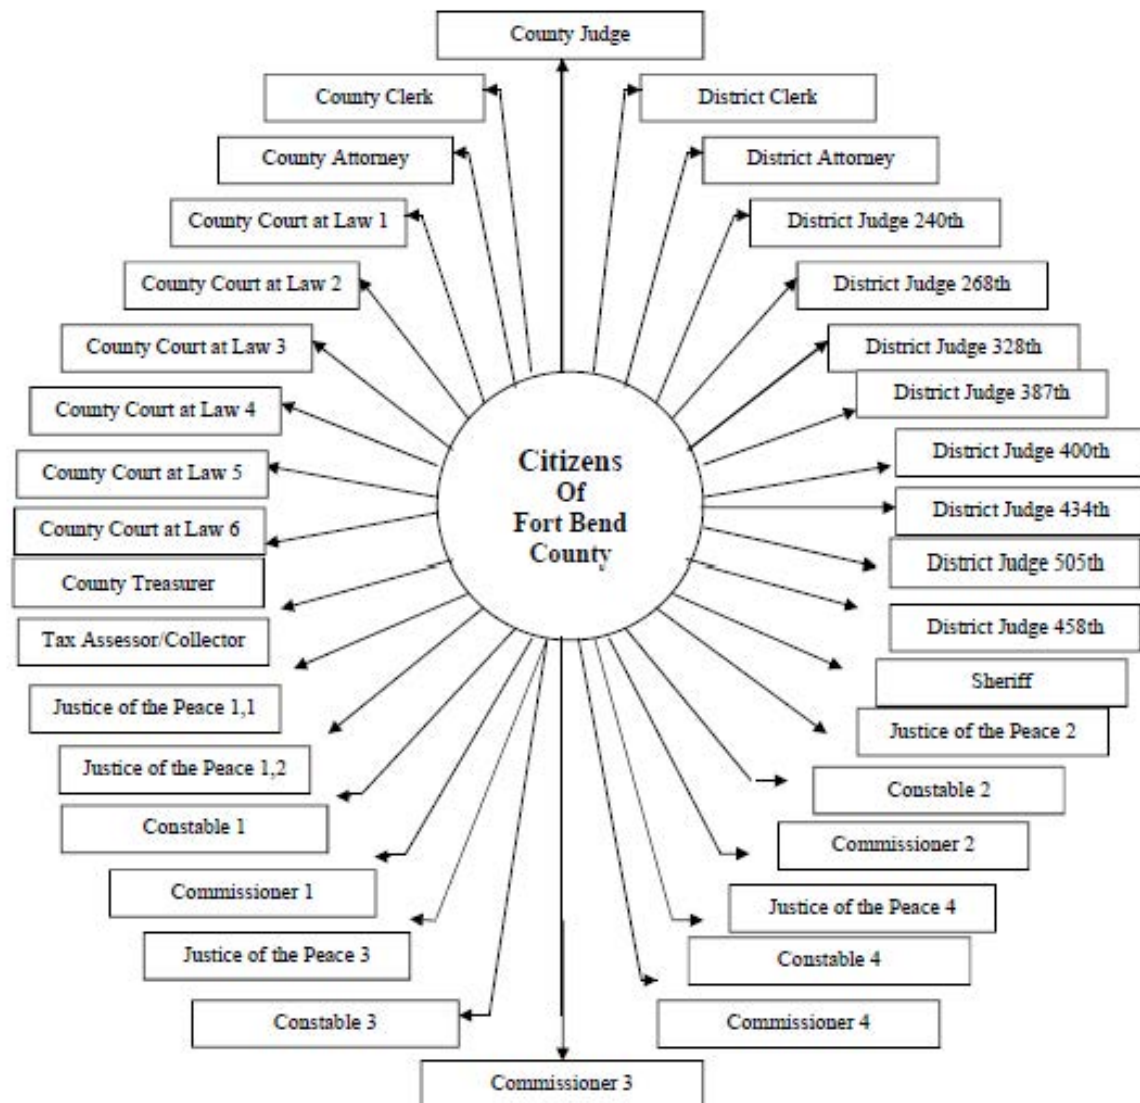 County Judge
County Clerk
District Clerk
County Attorney
District Attorney
County Court at Law 1
District Judge 240th
County Court at Law 2
District Judge 268th
County Court at Law 3
District Judge 328th
District Judge 387th
County Court at Law 4
District Judge 400th
County Court at Law 5
District Judge 434th
County Court at Law 6
District Judge 505th
County Treasurer
District Judge 458th
Tax Assessor/Collector
Citizens
Of
Fort Bend
County
Sheriff
Justice of the Peace 1,1
Justice of the Peace 2
Justice of the Peace 1,2
Constable 2
Constable 1
Commissioner 2
Commissioner 1
Justice of the Peace 4
Justice of the Peace 3
Constable 4
Constable 3
Commissioner 4
Commissioner 3